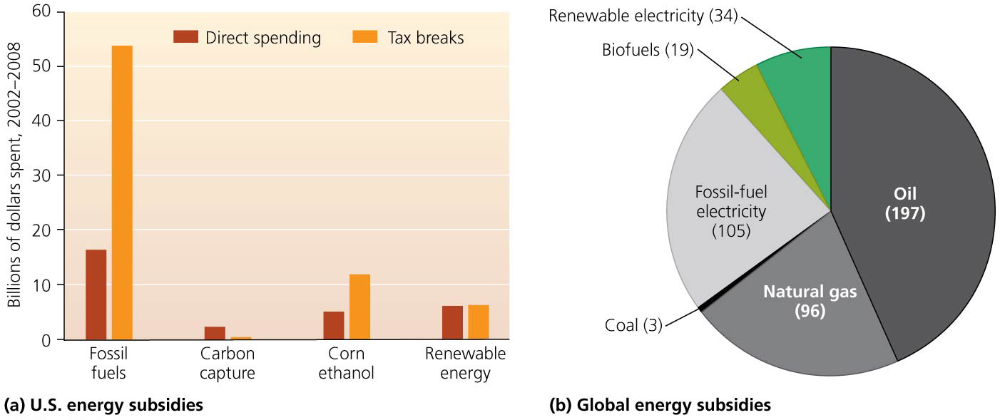 60
50
40
30
20
10
0
Billions of dollars spent, 2002–2008
Direct spending
Tax breaks
Fossil
fuels
Carbon
capture
Corn
ethanol
Renewable
energy
(a) U.S. energy subsidies
Renewable electricity (34)
Biofuels (19)
Oil
(197)
Fossil-fuel
electricity
(105)
Natural gas
(96)
Coal (3)
(b) Global energy subsidies